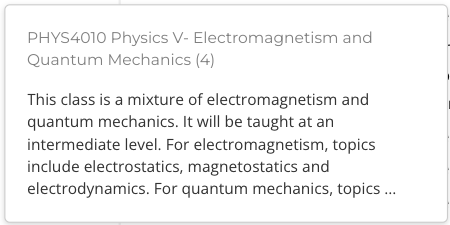 PHYS4010 Physics V- Electromagnetism and
Quantum Mechanics (4)
This class is a mixture of electromagnetism and
quantum mechanics. It will be taught at an
intermediate level. For electromagnetism, topics
include electrostatics, magnetostatics and
electrodynamics. For quantum mechanics, topics ...